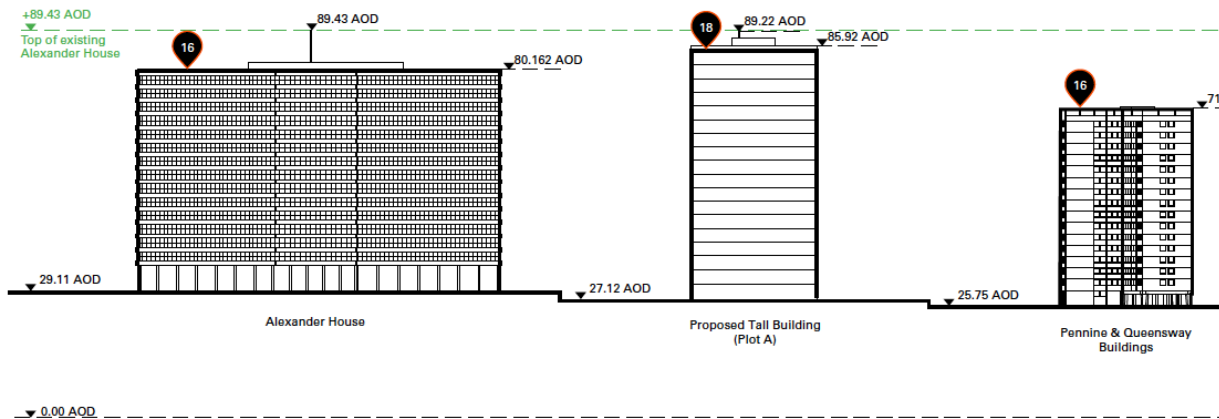 +89.43 AOD
Top of existing
Alexander House
89.43 AOD
16
80.162 AOD
18
89.22 AOD
85.92 AOD
16
71
29.11 AOD
27.12 AOD
25.75 AOD
Alexander House
Proposed Tall Building
(Plot A)
Pennine & Queensway
Buildings
0.00 AOD